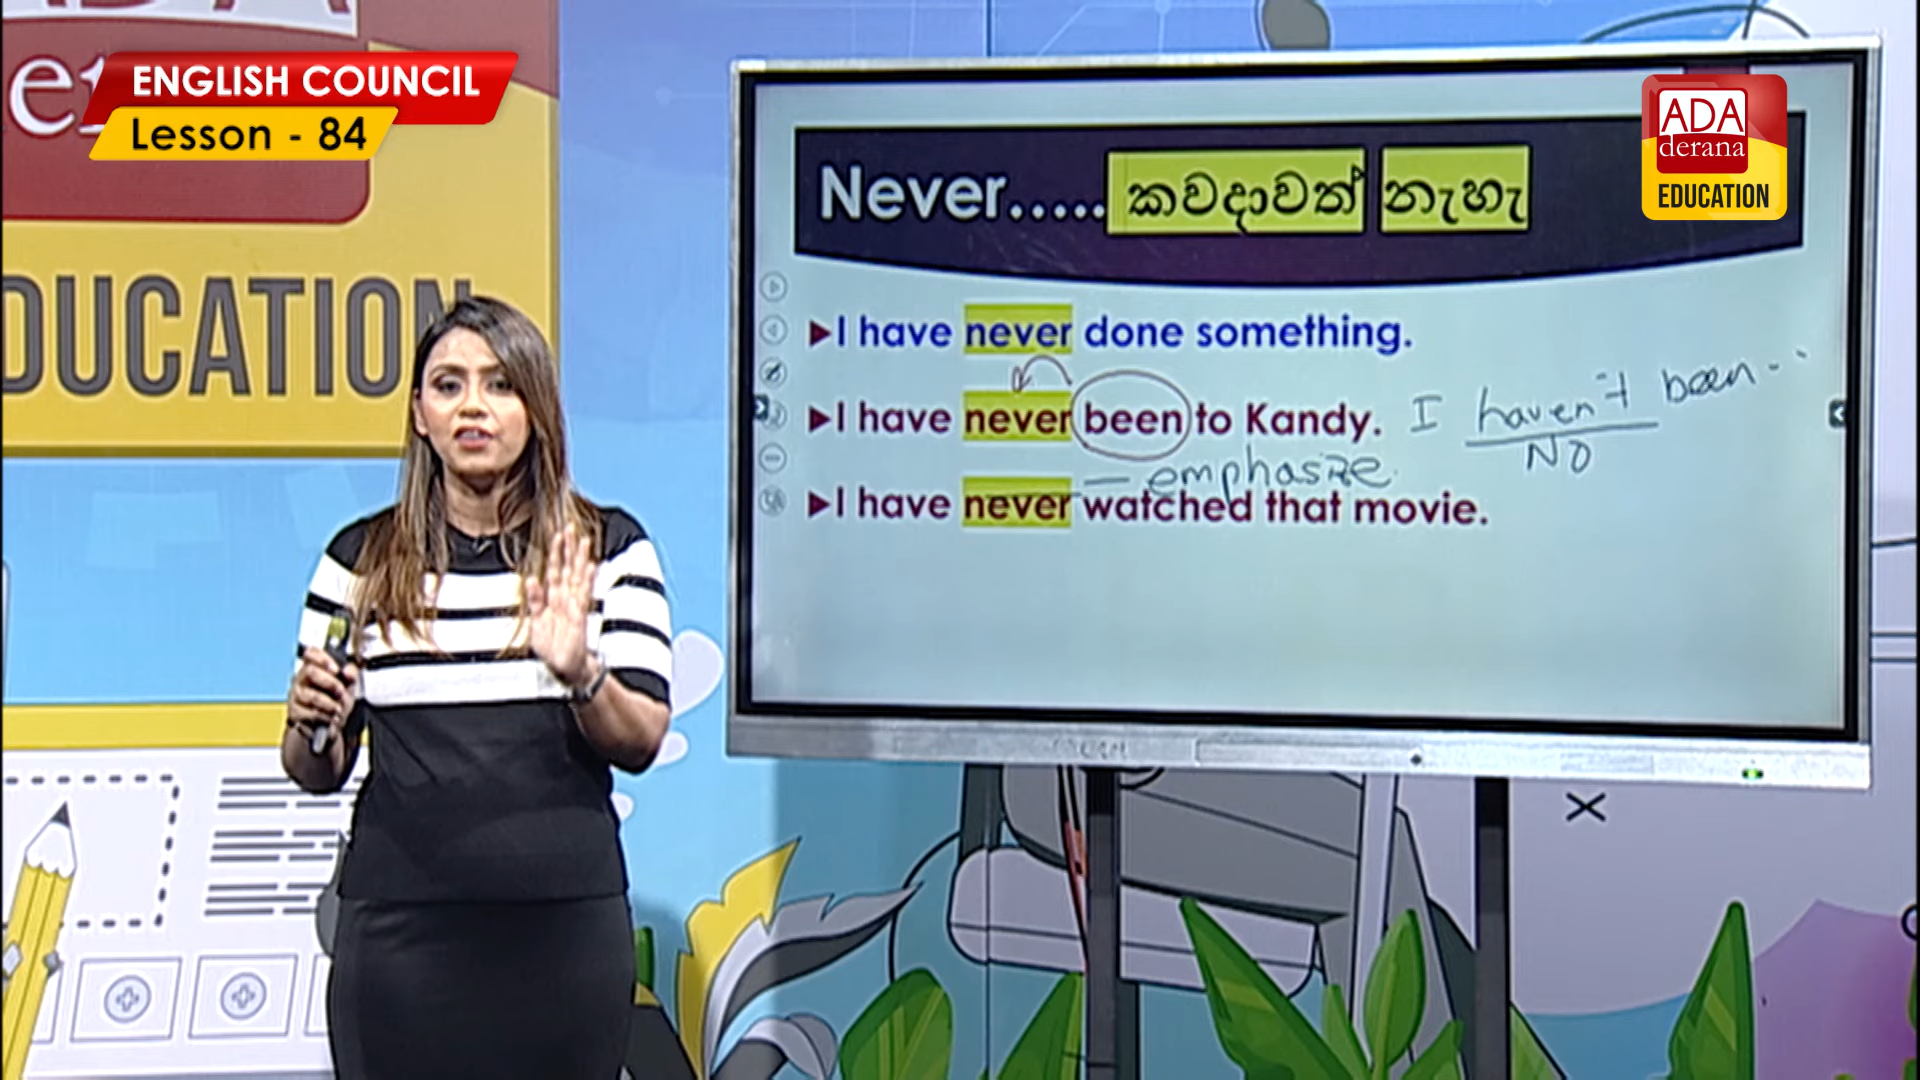 ENGLISH COUNCIL
Lesson - 84
DUCATION
ADA
derana
EDUCATION
Never.....කවදාවත් නැහැ
►I have never done something.
►I have never been to Kandy. I haven't been...
NO
— emphasize
►I have never watched that movie.